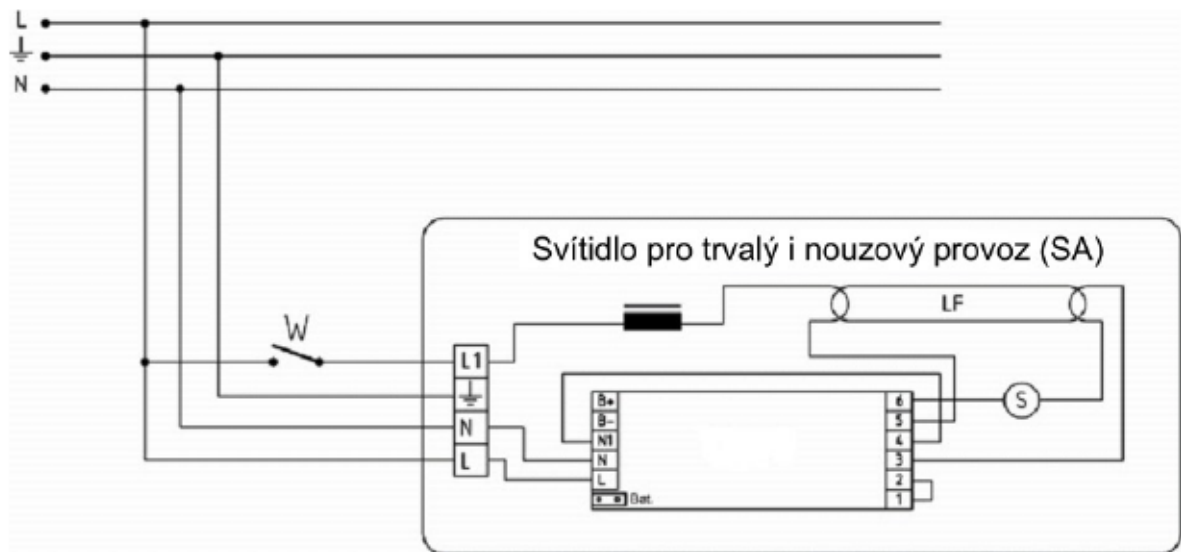 L
N
Svítidlo pro trvalý i nouzový provoz (SA)
LF
W
L1
N
L
B+
B-
N1
N
L
Bat.
6
5
4
3
2
1
S